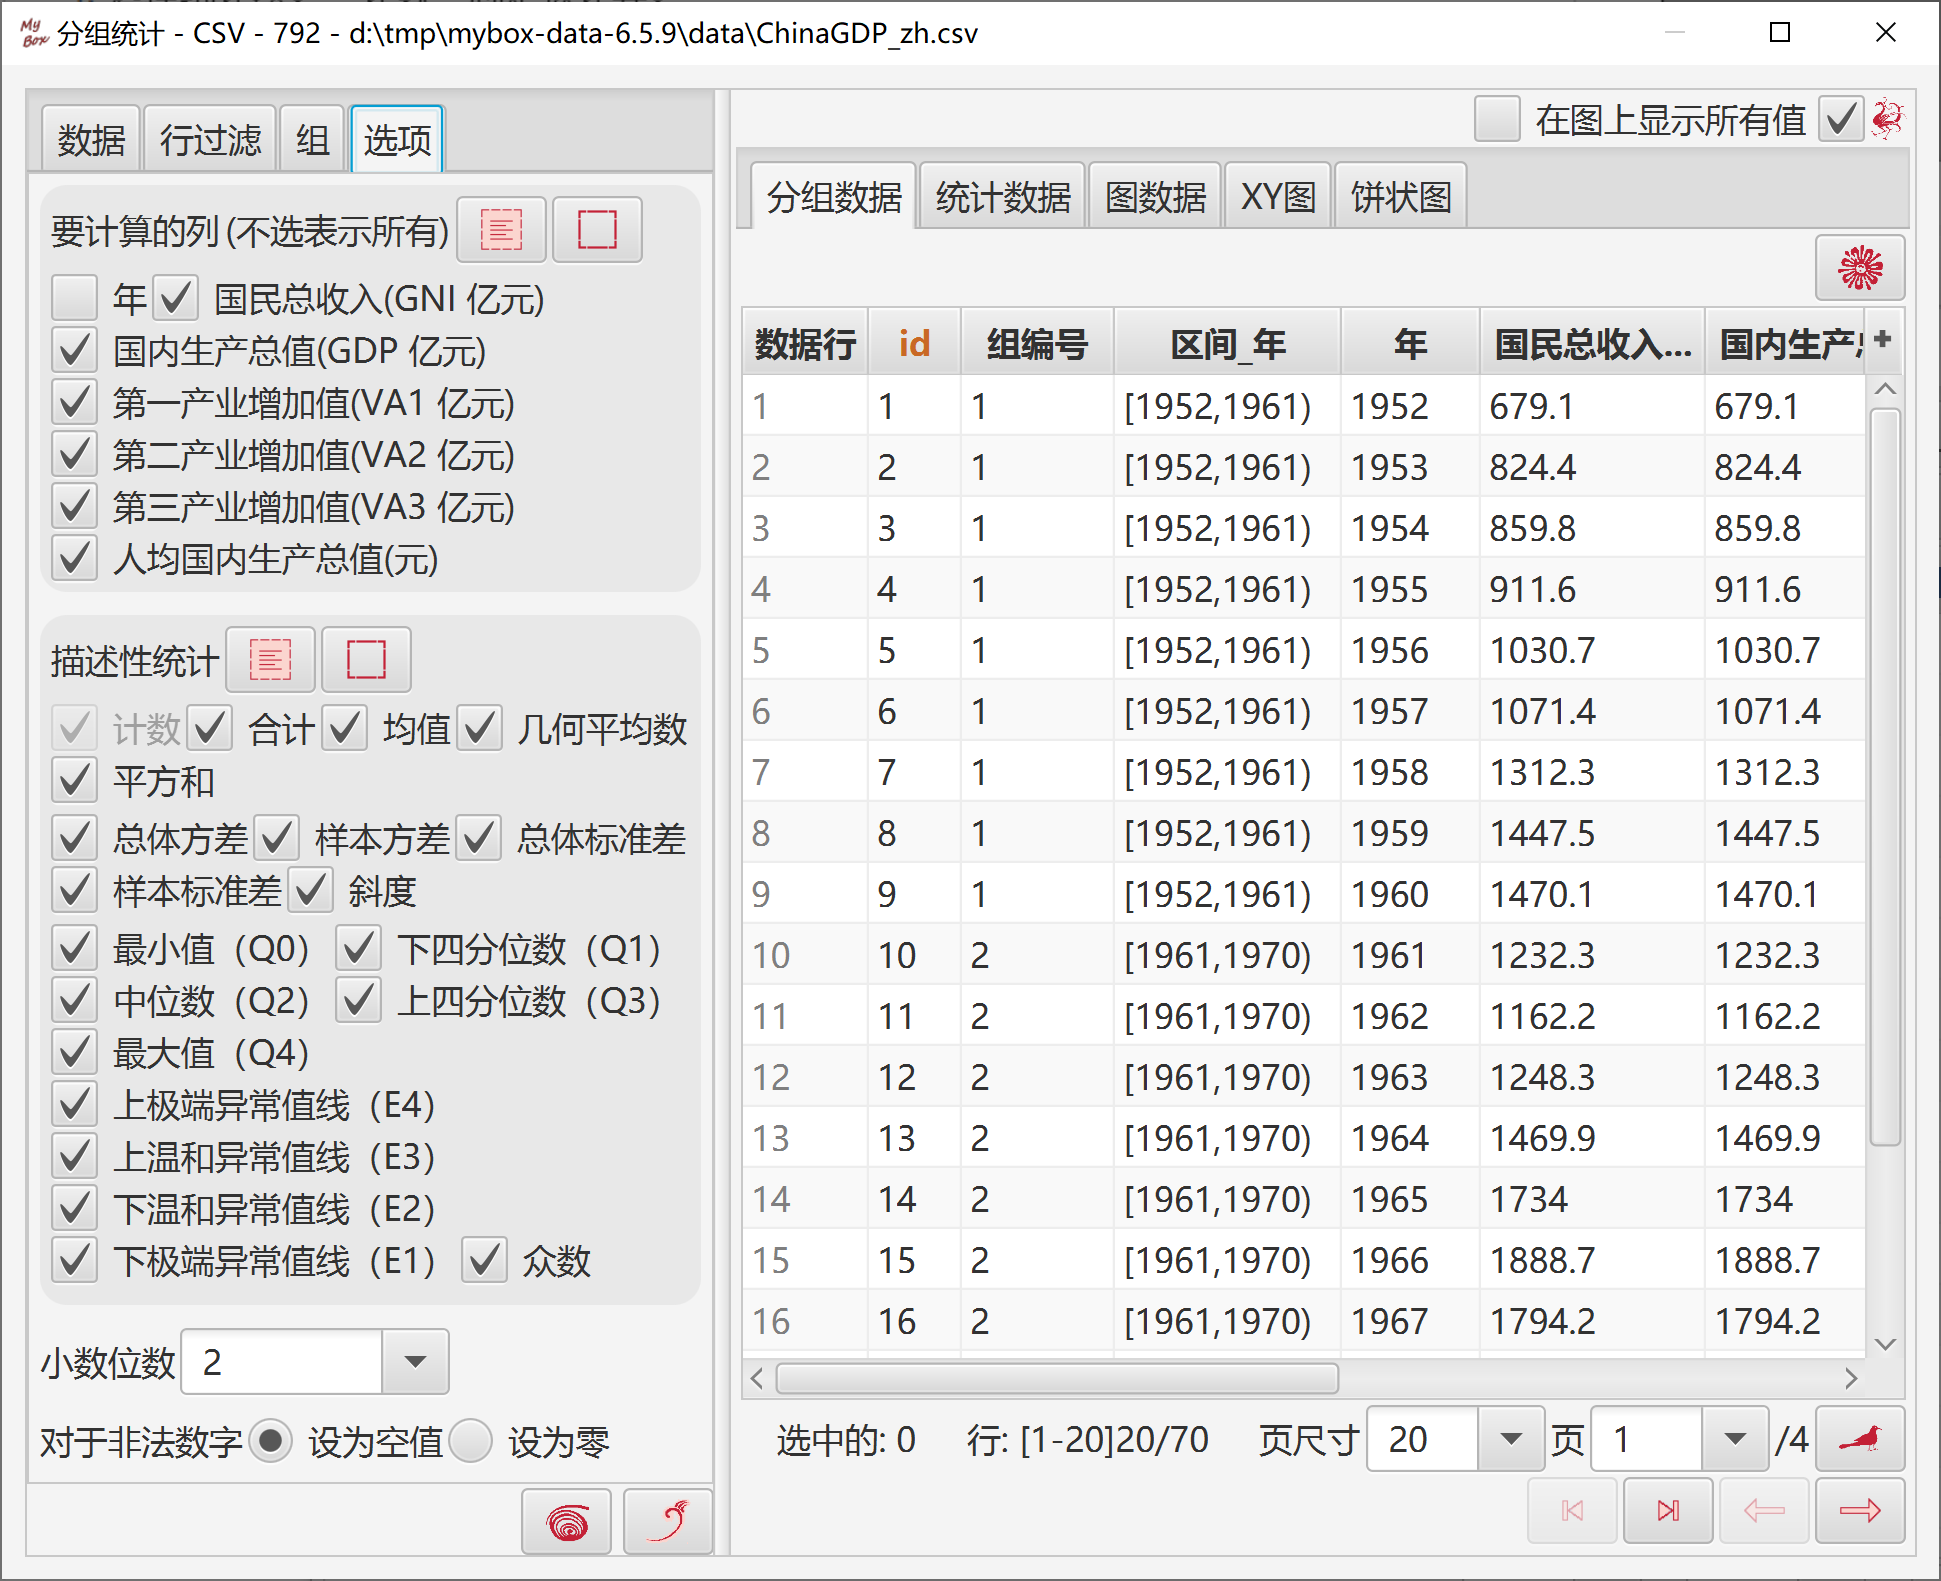 My Box 分组统计 - CSV - 792 - d:\tmp\mybox-data-6.5.9\data\ChinaGDP_zh.csv
数据 行过滤 组 选项
要计算的列(不选表示所有)
年 国民总收入(GNI 亿元)
国内生产总值(GDP 亿元)
第一产业增加值(VA1 亿元)
第二产业增加值(VA2 亿元)
第三产业增加值(VA3 亿元)
人均国内生产总值(元)
描述性统计
计数 合计 均值 几何平均数
平方和
总体方差 样本方差 总体标准差
样本标准差 斜度
最小值（Q0） 下四分位数（Q1）
中位数（Q2） 上四分位数（Q3）
最大值（Q4）
上极端异常值线（E4）
上温和异常值线（E3）
下温和异常值线（E2）
下极端异常值线（E1） 众数
小数位数 2
对于非法数字 设为空值 设为零
在图上显示所有值
分组数据 统计数据 图数据 XY图 饼状图
数据行 id 组编号 区间_年 年 国民总收入... 国内生产 +
1 1 1 [1952,1961) 1952 679.1 679.1
2 2 1 [1952,1961) 1953 824.4 824.4
3 3 1 [1952,1961) 1954 859.8 859.8
4 4 1 [1952,1961) 1955 911.6 911.6
5 5 1 [1952,1961) 1956 1030.7 1030.7
6 6 1 [1952,1961) 1957 1071.4 1071.4
7 7 1 [1952,1961) 1958 1312.3 1312.3
8 8 1 [1952,1961) 1959 1447.5 1447.5
9 9 1 [1952,1961) 1960 1470.1 1470.1
10 10 2 [1961,1970) 1961 1232.3 1232.3
11 11 2 [1961,1970) 1962 1162.2 1162.2
12 12 2 [1961,1970) 1963 1248.3 1248.3
13 13 2 [1961,1970) 1964 1469.9 1469.9
14 14 2 [1961,1970) 1965 1734 1734
15 15 2 [1961,1970) 1966 1888.7 1888.7
16 16 2 [1961,1970) 1967 1794.2 1794.2
选中的: 0 行: [1-20]20/70 页尺寸 20 页 1 /4